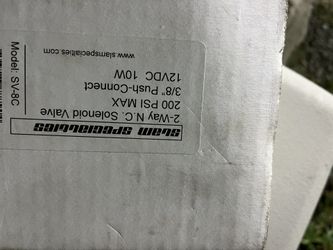 SLAM SPECIALTIES
2-Way N.C. Solenoid Valve
200 PSI MAX
3/8" Push-Connect
12VDC 10W
www.slamspecialties.com
Model: SV-8C